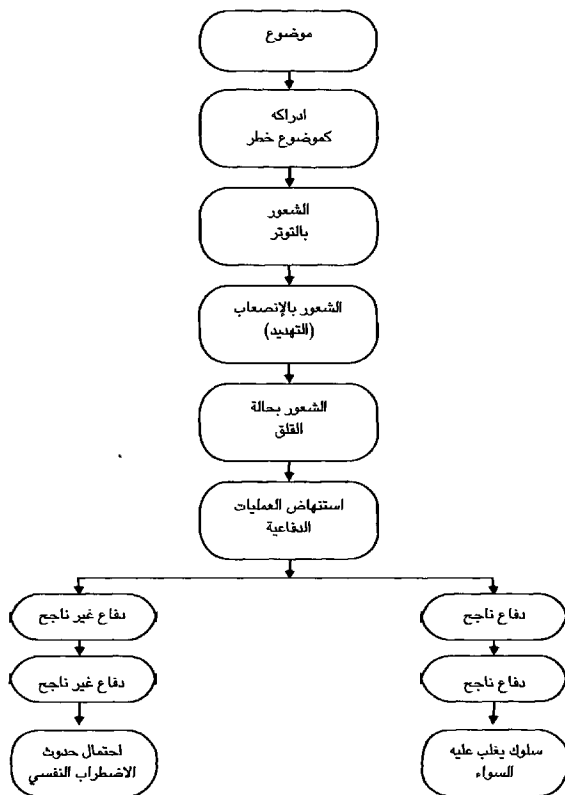 موضوع
ادراكه
كموضوع خطر
الشعور
بالتوتر
الشعور بالإنصعاب
(التهديد)
الشعور بحالة
القلق
استنهاض العمليات
الدفاعية
دفاع ناجح
دفاع غير ناجح
دفاع ناجح
دفاع غير ناجح
سلوك يغلب عليه
السواء
احتمال حدوث
الاضطراب النفسي